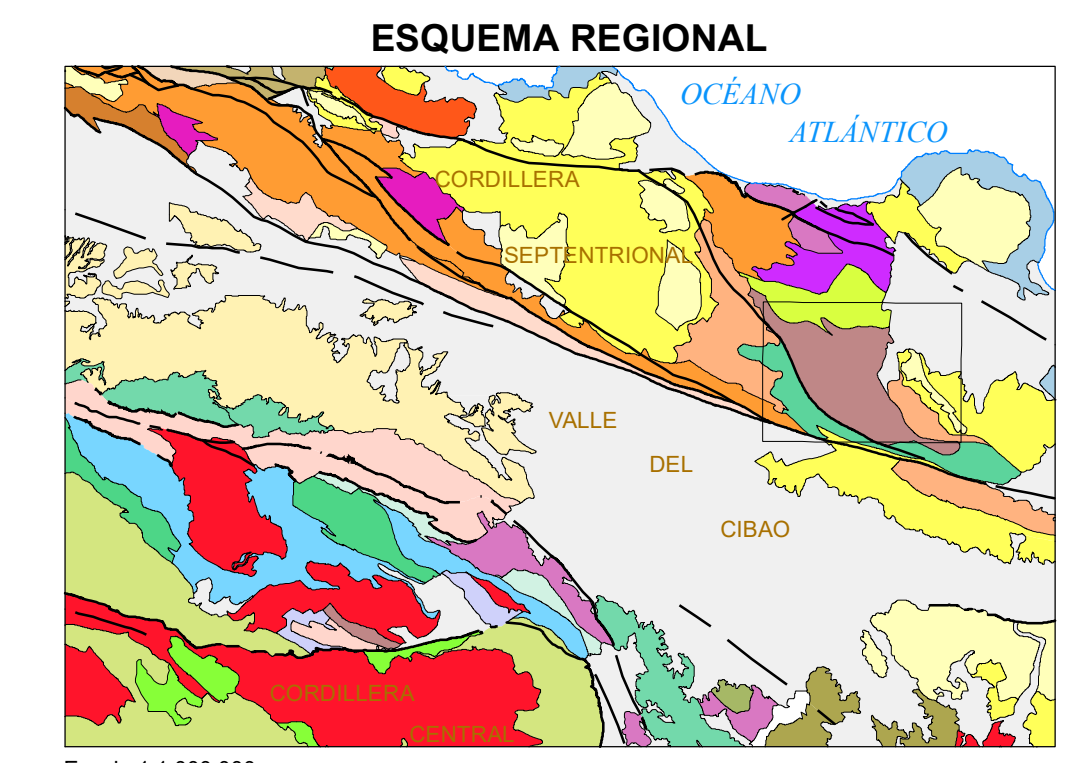 ESQUEMA REGIONAL
OCÉANO
ATLÁNTICO
CORDILLERA
SEPTENTRIONAL
VALLE
DEL
CIBAO
CORDILLERA
CENTRAL